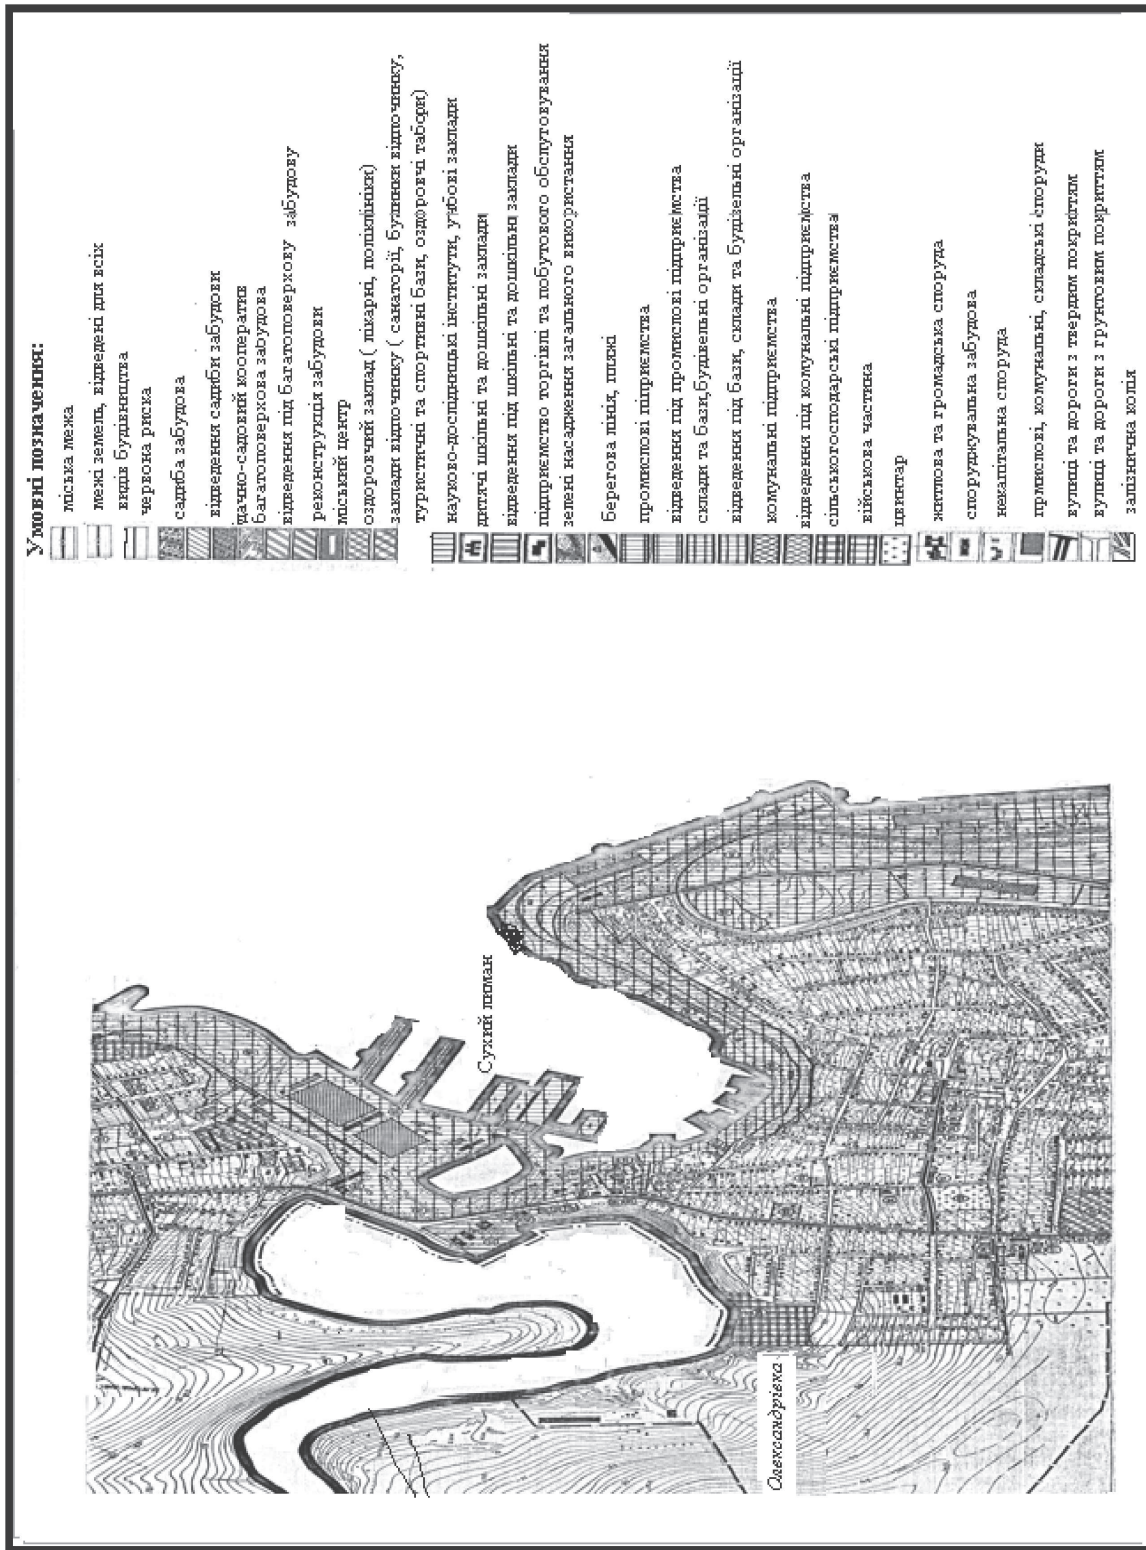 Умовні позначення:
міська межа
межі земель, відведені для всіх
видів будівництва
червона риска
садиба забудова
відведення садиби забудови
дачно-садовий кооператив
багатоповерхова забудова
відведення під багатоповерхову забудову
реконструкція забудови
міський центр
оздоровчий заклад ( лікарні, поліклініки)
заклади відпочинку ( санаторії, будинки відпочинку,
туристичні та спортивні бази, оздоровчі табори)
науково-дослідницькі інститути, учбові заклади
дитячі шкільні та дошкільні заклади
відведення під шкільні та дошкільні заклади
підприємство торгівлі та побутового обслуговування
зелені насадження загального використання
берегова лінія, пляжі
промислові підприємства
відведення під промислові підприємства
склади та бази,будівельні організації
відведення під бази, склади та будівельні організації
комунальні підприємства
відведення під комунальні підприємства
сільськогосподарські підприємства
військова частина
цвинтар
житлова та громадська споруда
споруджувальна забудова
некапітальна споруда
прмислові, комунальні, складські споруди
вулиці та дороги з твердим покриттям
вулиці та дороги з грунтовим покриттям
залізнична колія
Сухий лиман
Олександрівка